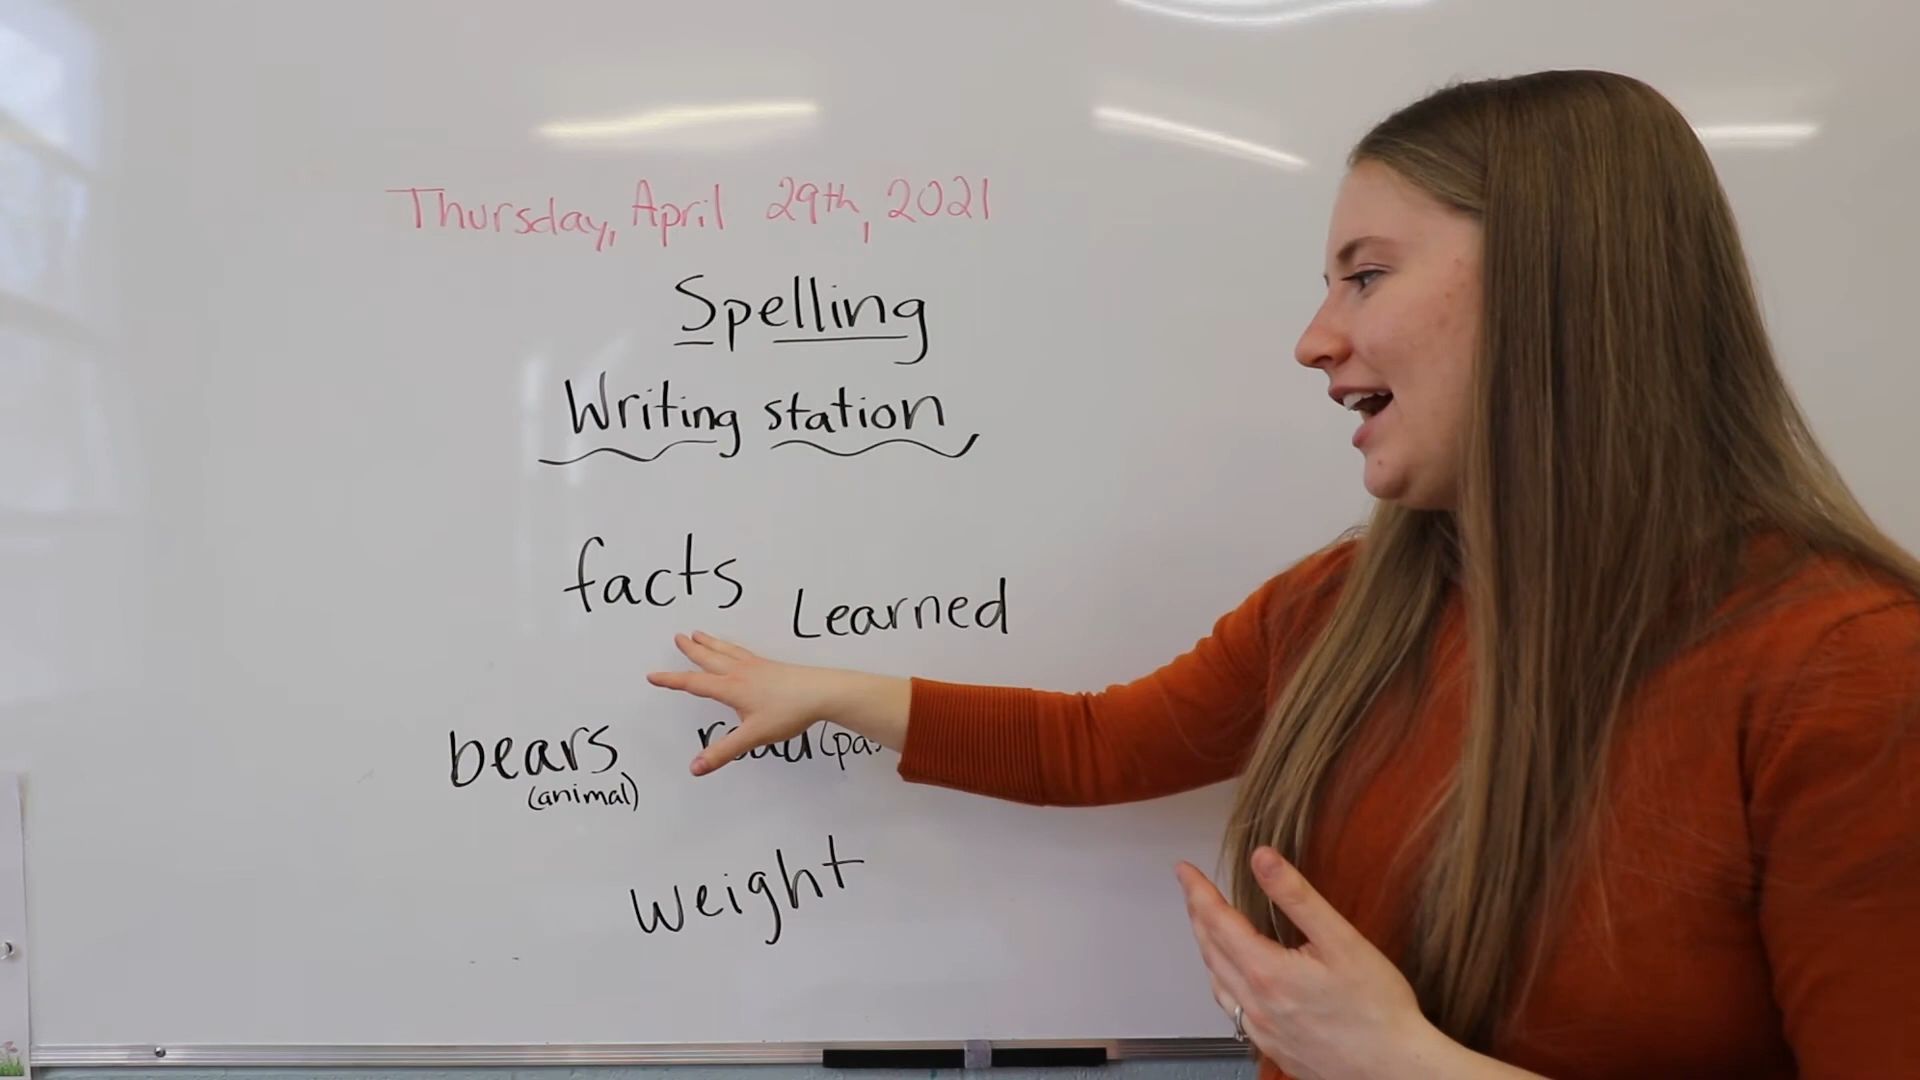 Thursday, April 29th, 2021
Spelling
Writing station
facts Learned
bears
(animal)
weight